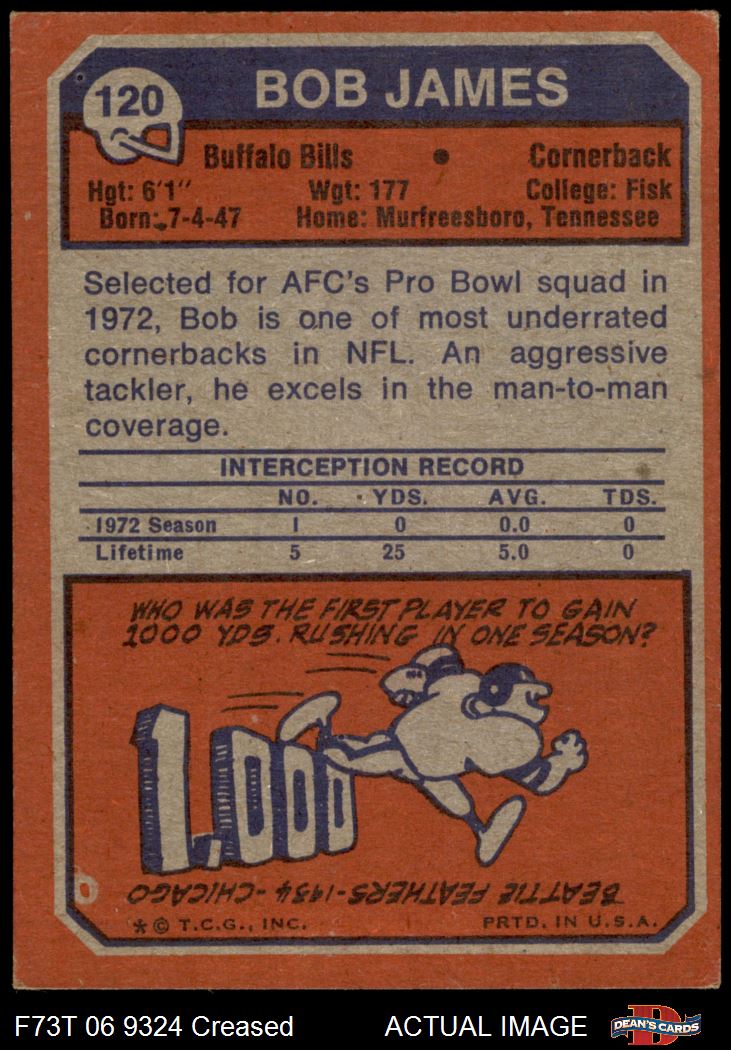 120
BOB JAMES
Buffalo Bills • Cornerback
Hgt: 6'1" Wgt: 177 College: Fisk
Born: 7-4-47 Home: Murfreesboro, Tennessee
Selected for AFC's Pro Bowl squad in
1972, Bob is one of most underrated
cornerbacks in NFL. An aggressive
tackler, he excels in the man-to-man
coverage.
INTERCEPTION RECORD
NO. YDS. AVG. TDS.
1972 Season 1 0 0.0 0
Lifetime 5 25 5.0 0
WHO WAS THE FIRST PLAYER TO GAIN
1000 YDS. RUSHING IN ONE SEASON?
1,000
BEATTIE FEATHERS-1934-CHICAGO
* © T.C.G., INC. PRTD. IN U.S.A.
F73T 06 9324 Creased ACTUAL IMAGE
D
DEAN'S CARDS